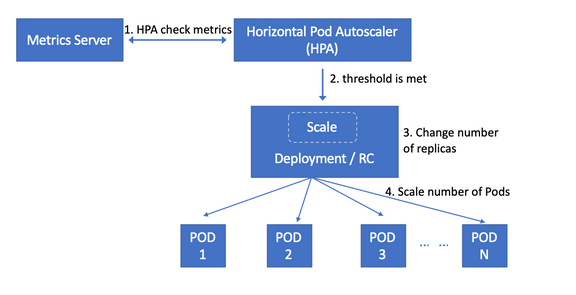 Metrics Server
1. HPA check metrics
Horizontal Pod Autoscaler
(HPA)
2. threshold is met
Scale
Deployment / RC
3. Change number
of replicas
4. Scale number of Pods
POD
1
POD
2
POD
3
... ...
POD
N